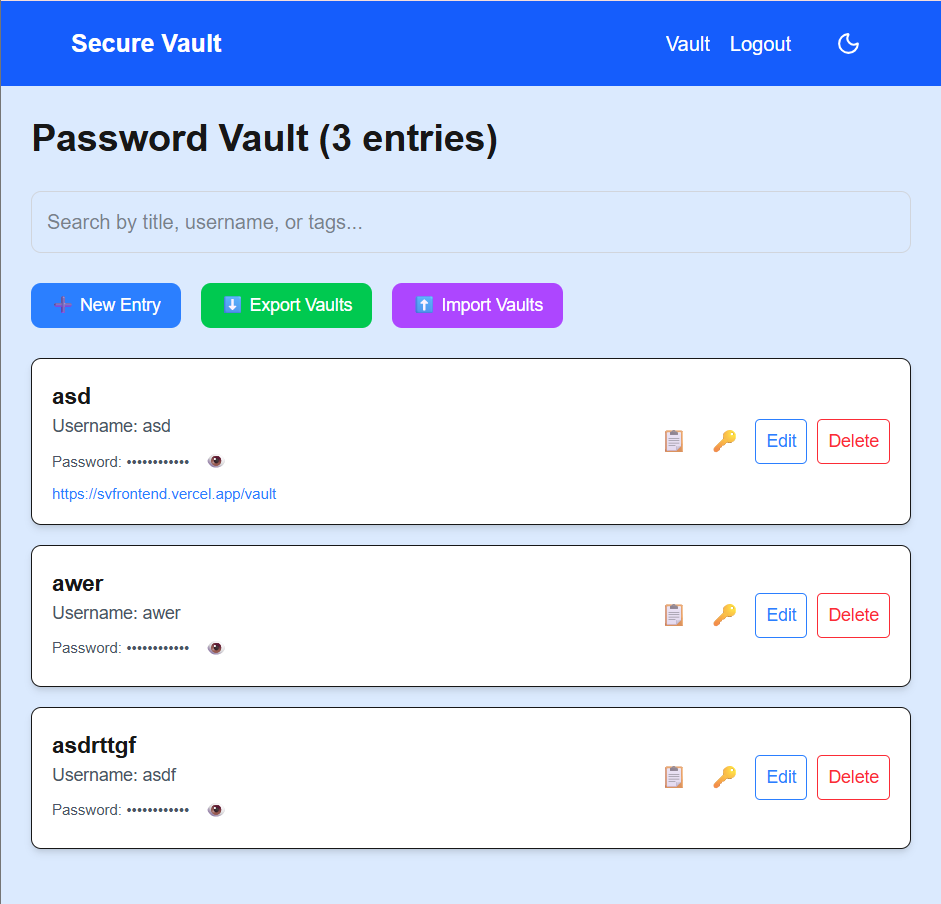 Secure Vault
Vault Logout
Password Vault (3 entries)
Search by title, username, or tags...
➕ New Entry ⬇️ Export Vaults ⬆️ Import Vaults
asd
Username: asd
Password: ••••••••••••
https://svfrontend.vercel.app/vault
Edit Delete
awer
Username: awer
Password: ••••••••••••
Edit Delete
asdrttgf
Username: asdf
Password: ••••••••••••
Edit Delete